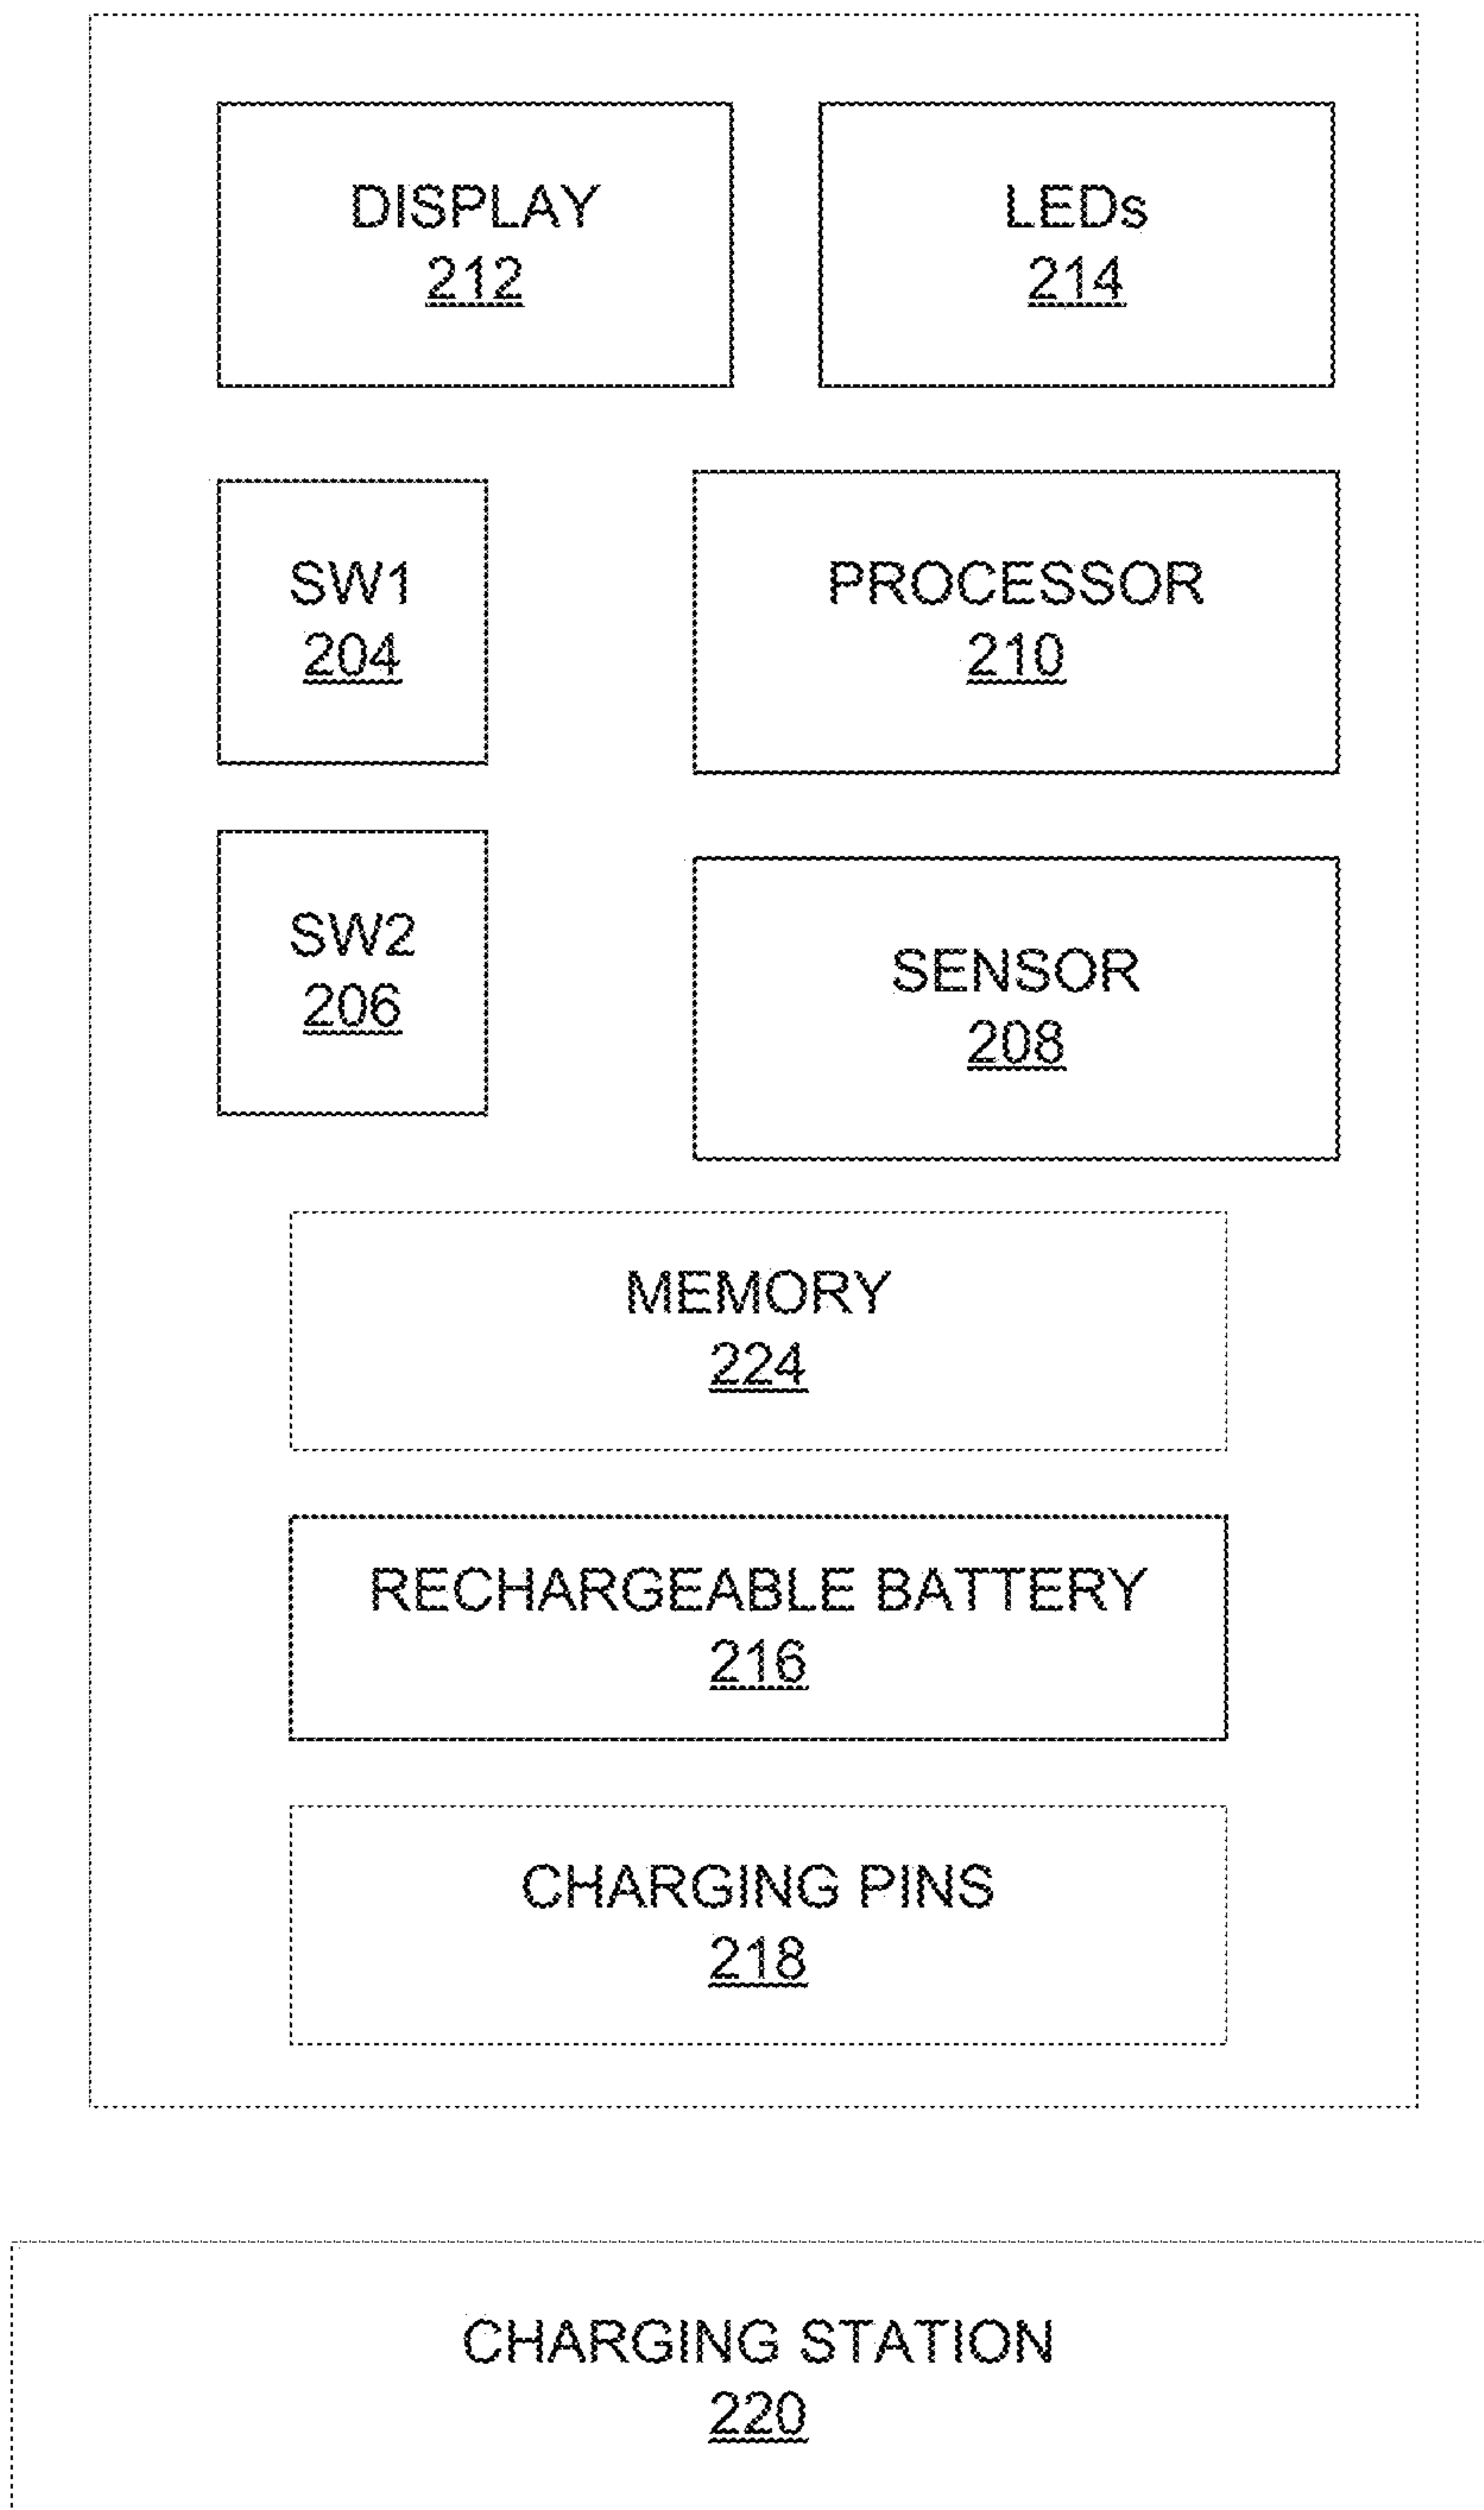 DISPLAY
212
LEDs
214
SW1
204
PROCESSOR
210
SW2
206
SENSOR
208
MEMORY
224
RECHARGEABLE BATTERY
216
CHARGING PINS
218
CHARGING STATION
220